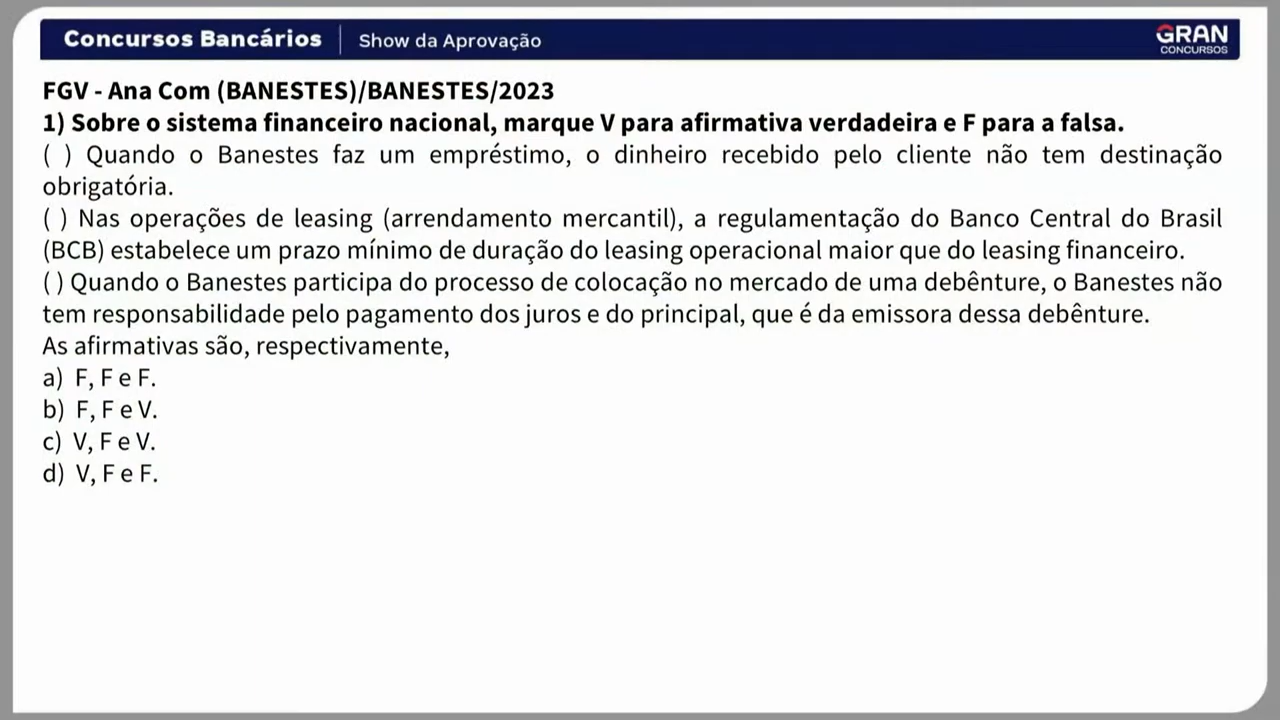 Concursos Bancários | Show da Aprovação
GRAN
CONCURSOS
FGV - Ana Com (BANESTES)/BANESTES/2023
1) Sobre o sistema financeiro nacional, marque V para afirmativa verdadeira e F para a falsa.
( ) Quando o Banestes faz um empréstimo, o dinheiro recebido pelo cliente não tem destinação
obrigatória.
( ) Nas operações de leasing (arrendamento mercantil), a regulamentação do Banco Central do Brasil
(BCB) estabelece um prazo mínimo de duração do leasing operacional maior que do leasing financeiro.
( ) Quando o Banestes participa do processo de colocação no mercado de uma debênture, o Banestes não
tem responsabilidade pelo pagamento dos juros e do principal, que é da emissora dessa debênture.
As afirmativas são, respectivamente,
a) F, F e F.
b) F, F e V.
c) V, F e V.
d) V, F e F.